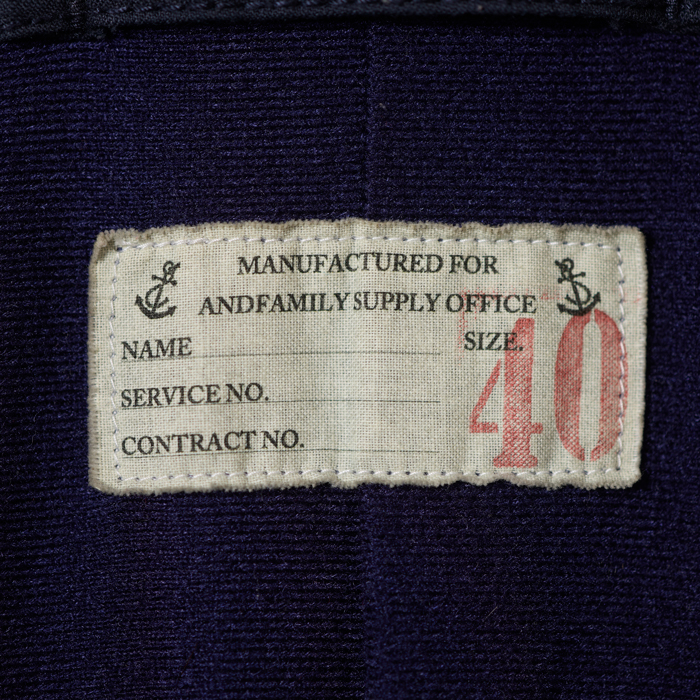 MANUFACTURED FOR
ANDFAMILY SUPPLY OFFICE
NAME
SIZE.
40
SERVICE NO.
CONTRACT NO.